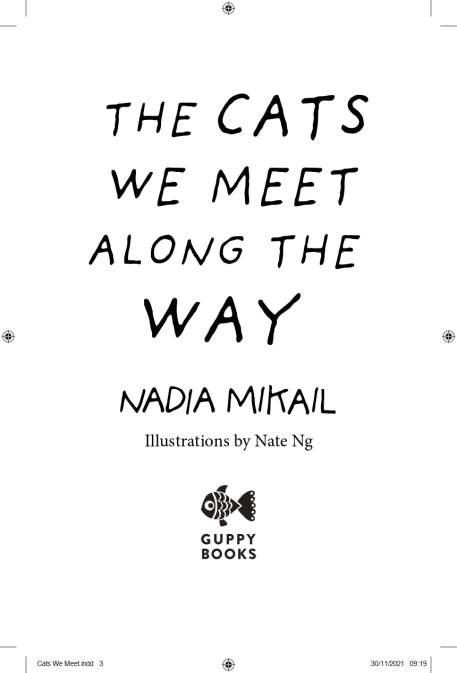 THE CATS
WE MEET
ALONG THE
WAY
NADIA MIKAIL
Illustrations by Nate Ng
GUPPY
BOOKS
Cats We Meet.indd 3 30/11/2021 09:19